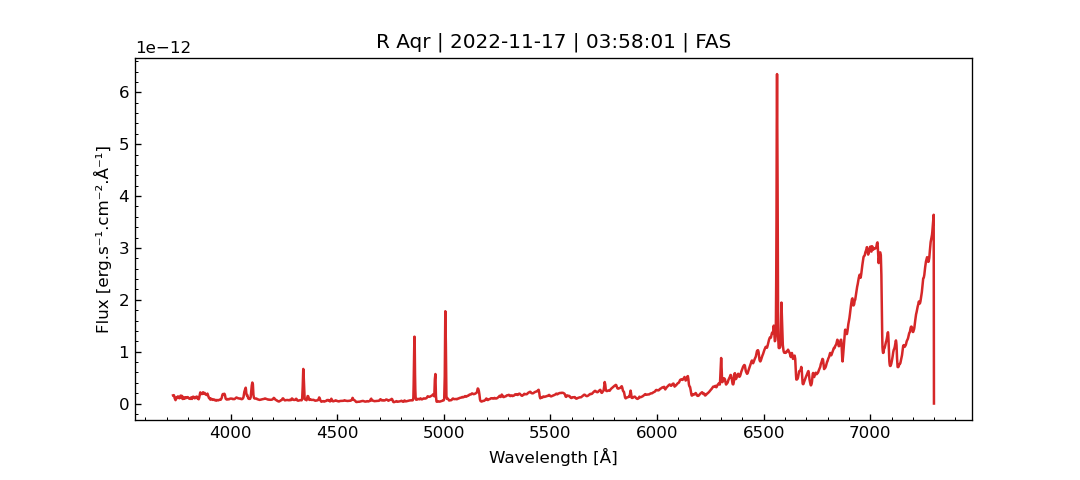 R Aqr | 2022-11-17 | 03:58:01 | FAS
1e−12
6
5
4
3
2
1
0
Flux [erg.s⁻¹.cm⁻².Å⁻¹]
4000 4500 5000 5500 6000 6500 7000
Wavelength [Å]